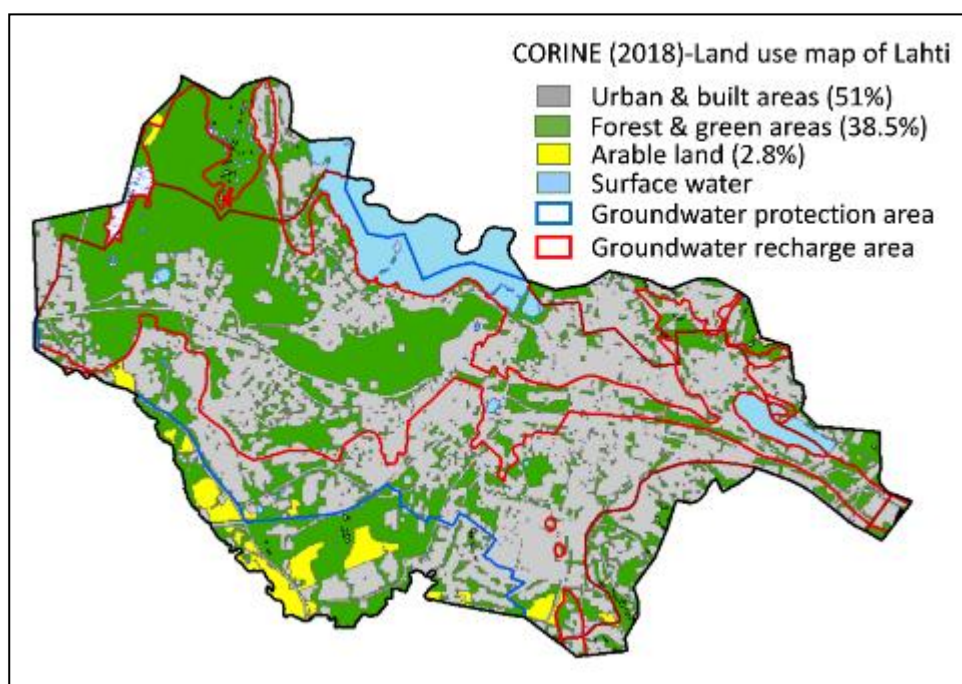 CORINE (2018)-Land use map of Lahti
Urban & built areas (51%)
Forest & green areas (38.5%)
Arable land (2.8%)
Surface water
Groundwater protection area
Groundwater recharge area